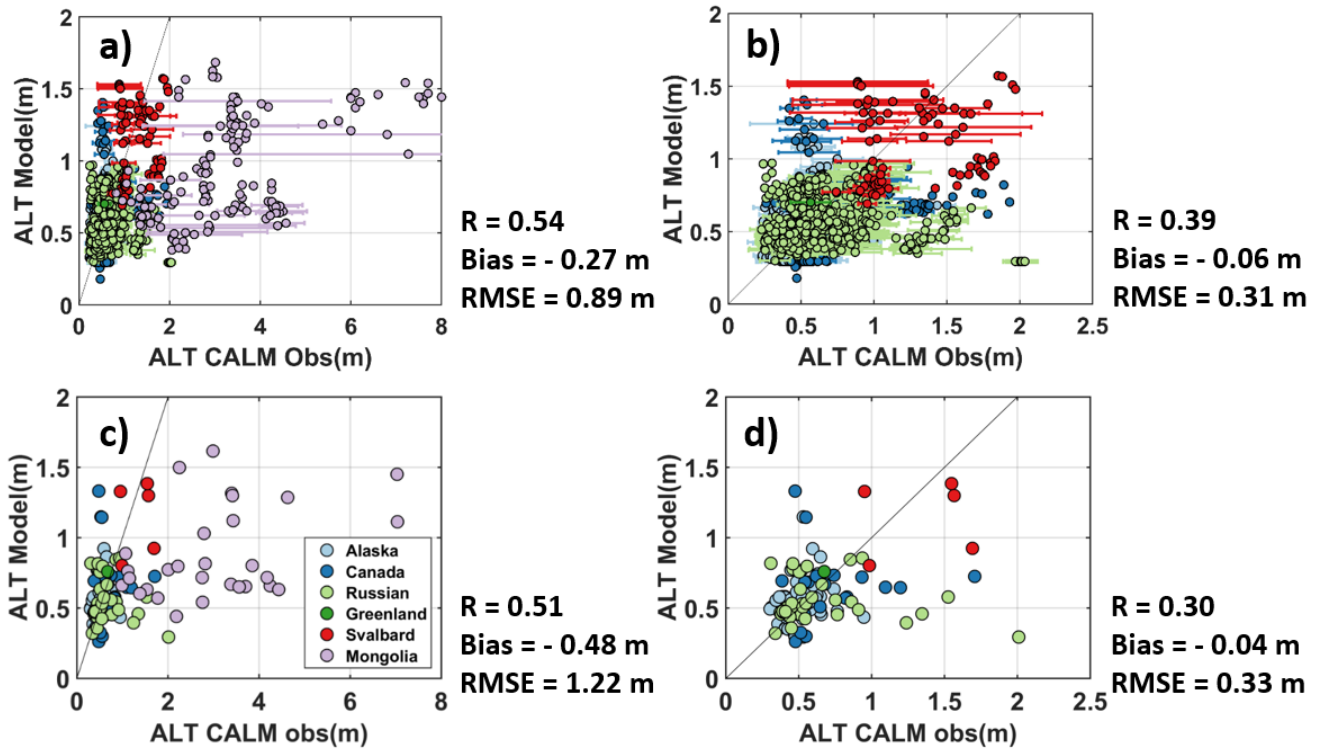 a)
2
1.5
1
0.5
0
0 2 4 6 8
ALT Model(m)
ALT CALM Obs(m)
R = 0.54
Bias = - 0.27 m
RMSE = 0.89 m
b)
2
1.5
1
0.5
0
0 0.5 1 1.5 2 2.5
ALT Model(m)
ALT CALM Obs(m)
R = 0.39
Bias = - 0.06 m
RMSE = 0.31 m
c)
2
1.5
1
0.5
0
0 2 4 6 8
ALT Model(m)
ALT CALM obs(m)
Alaska
Canada
Russian
Greenland
Svalbard
Mongolia
R = 0.51
Bias = - 0.48 m
RMSE = 1.22 m
d)
2
1.5
1
0.5
0
0 0.5 1 1.5 2 2.5
ALT Model(m)
ALT CALM obs(m)
R = 0.30
Bias = - 0.04 m
RMSE = 0.33 m